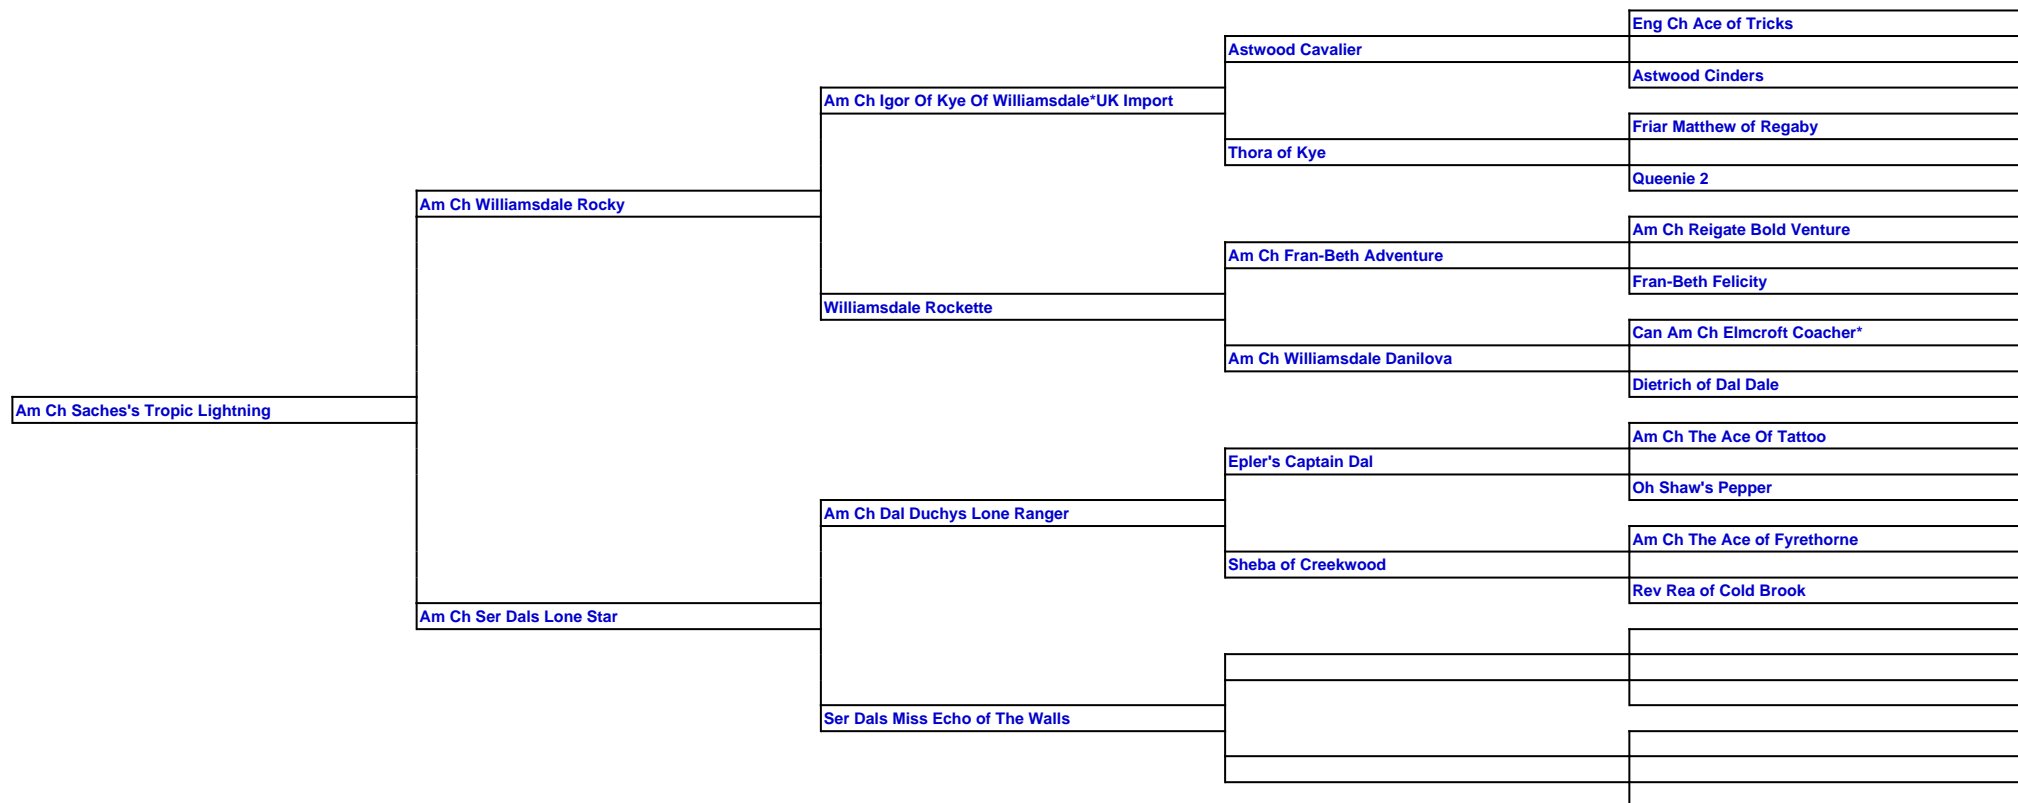 Eng Ch Ace of Tricks
Astwood Cavalier
Astwood Cinders
Am Ch Igor Of Kye Of Williamsdale*UK Import
Friar Matthew of Regaby
Thora of Kye
Queenie 2
Am Ch Williamsdale Rocky
Am Ch Reigate Bold Venture
Am Ch Fran-Beth Adventure
Fran-Beth Felicity
Williamsdale Rockette
Can Am Ch Elmcroft Coacher*
Am Ch Williamsdale Danilova
Dietrich of Dal Dale
Am Ch Saches's Tropic Lightning
Am Ch The Ace Of Tattoo
Epler's Captain Dal
Oh Shaw's Pepper
Am Ch Dal Duchys Lone Ranger
Am Ch The Ace of Fyrethorne
Sheba of Creekwood
Rev Rea of Cold Brook
Am Ch Ser Dals Lone Star
Ser Dals Miss Echo of The Walls